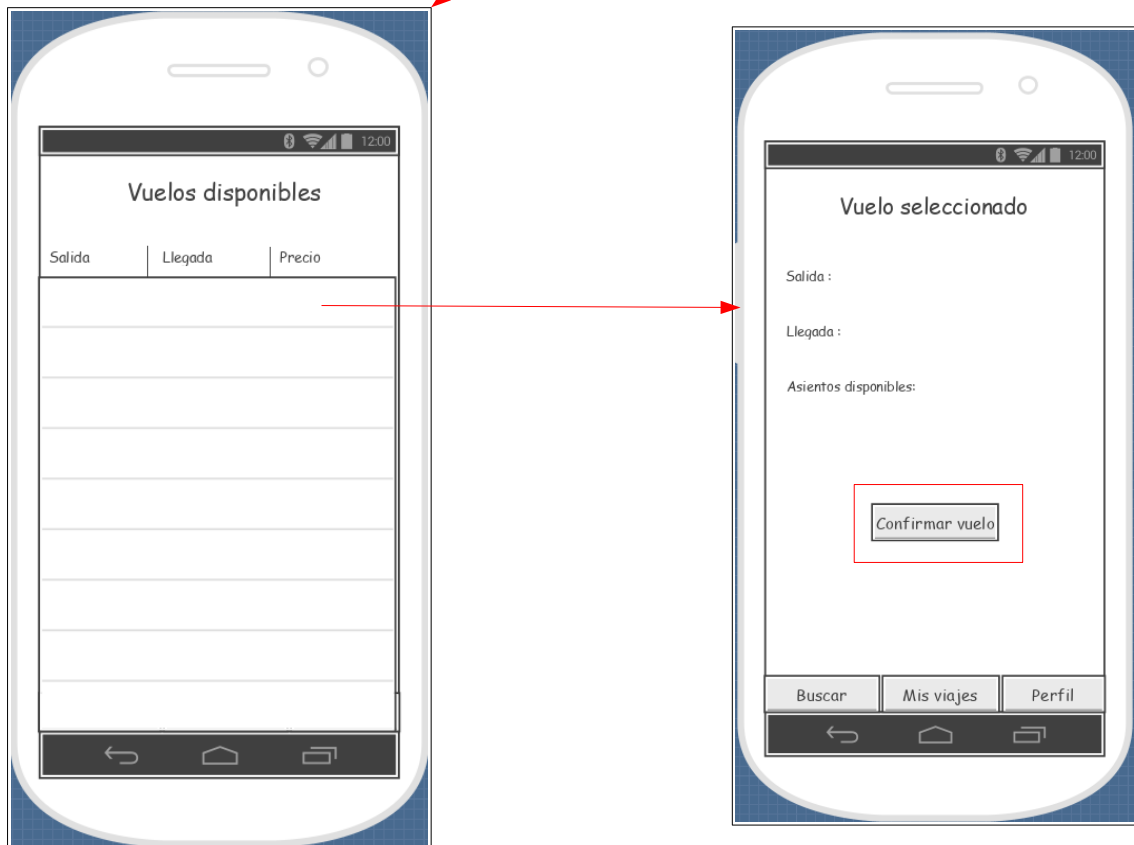 12:00
Vuelos disponibles
Salida Llegada Precio
12:00
Vuelo seleccionado
Salida :
Llegada :
Asientos disponibles:
Confirmar vuelo
Buscar Mis viajes Perfil